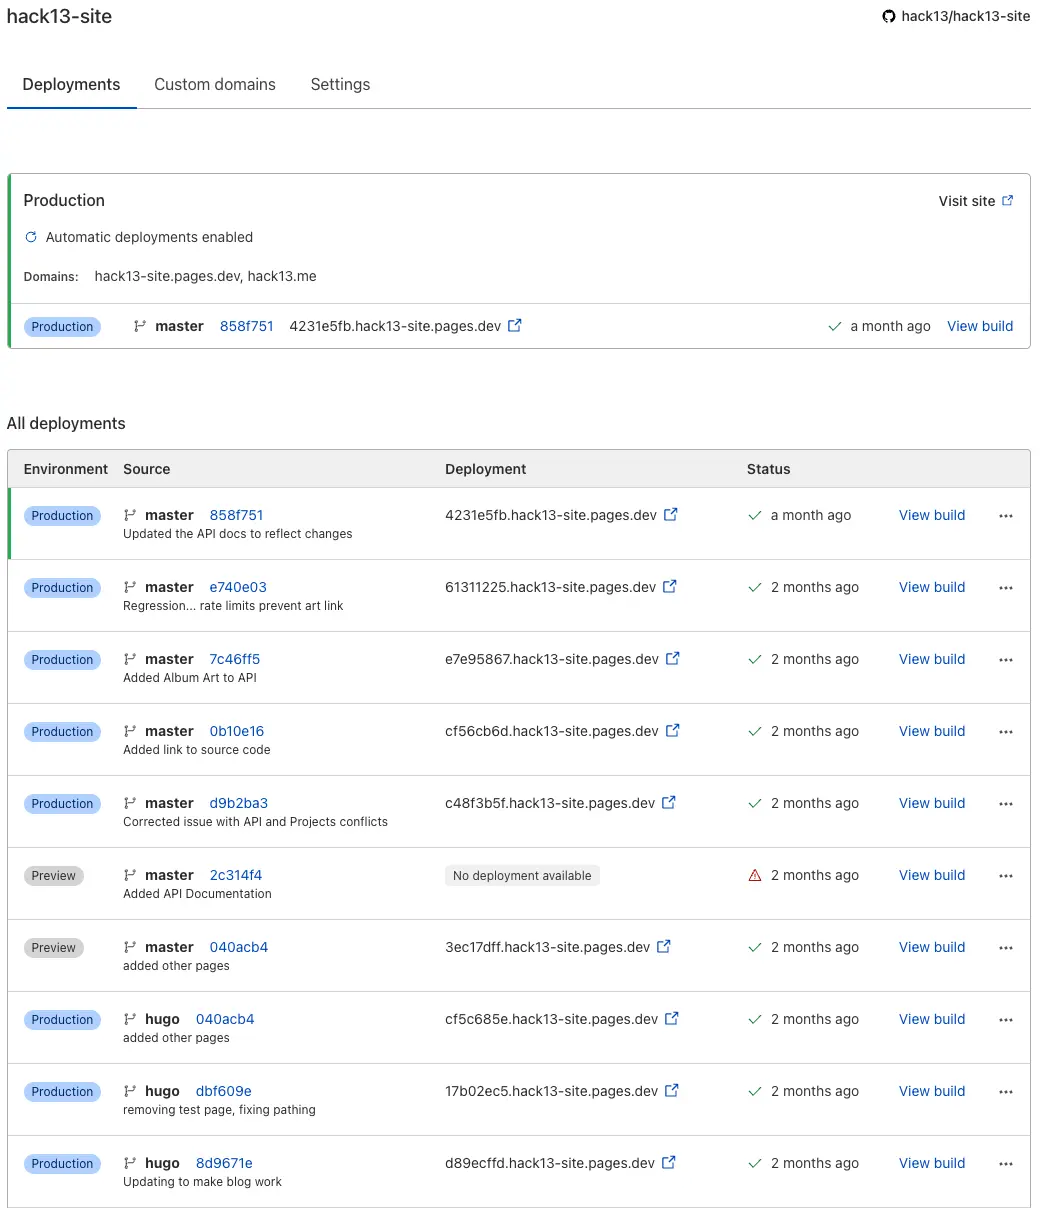 hack13-site hack13/hack13-site
Deployments Custom domains Settings
Production Visit site
Automatic deployments enabled
Domains: hack13-site.pages.dev, hack13.me
Production master 858f751 4231e5fb.hack13-site.pages.dev a month ago View build
All deployments
Environment Source Deployment Status
Production master 858f751 4231e5fb.hack13-site.pages.dev a month ago View build ...
Updated the API docs to reflect changes
Production master e740e03 61311225.hack13-site.pages.dev 2 months ago View build ...
Regression... rate limits prevent art link
Production master 7c46ff5 e7e95867.hack13-site.pages.dev 2 months ago View build ...
Added Album Art to API
Production master 0b10e16 cf56cb6d.hack13-site.pages.dev 2 months ago View build ...
Added link to source code
Production master d9b2ba3 c48f3b5f.hack13-site.pages.dev 2 months ago View build ...
Corrected issue with API and Projects conflicts
Preview master 2c314f4 No deployment available 2 months ago View build ...
Added API Documentation
Preview master 040acb4 3ec17dff.hack13-site.pages.dev 2 months ago View build ...
added other pages
Production hugo 040acb4 cf5c685e.hack13-site.pages.dev 2 months ago View build ...
added other pages
Production hugo dbf609e 17b02ec5.hack13-site.pages.dev 2 months ago View build ...
removing test page, fixing pathing
Production hugo 8d9671e d89ecffd.hack13-site.pages.dev 2 months ago View build ...
Updating to make blog work